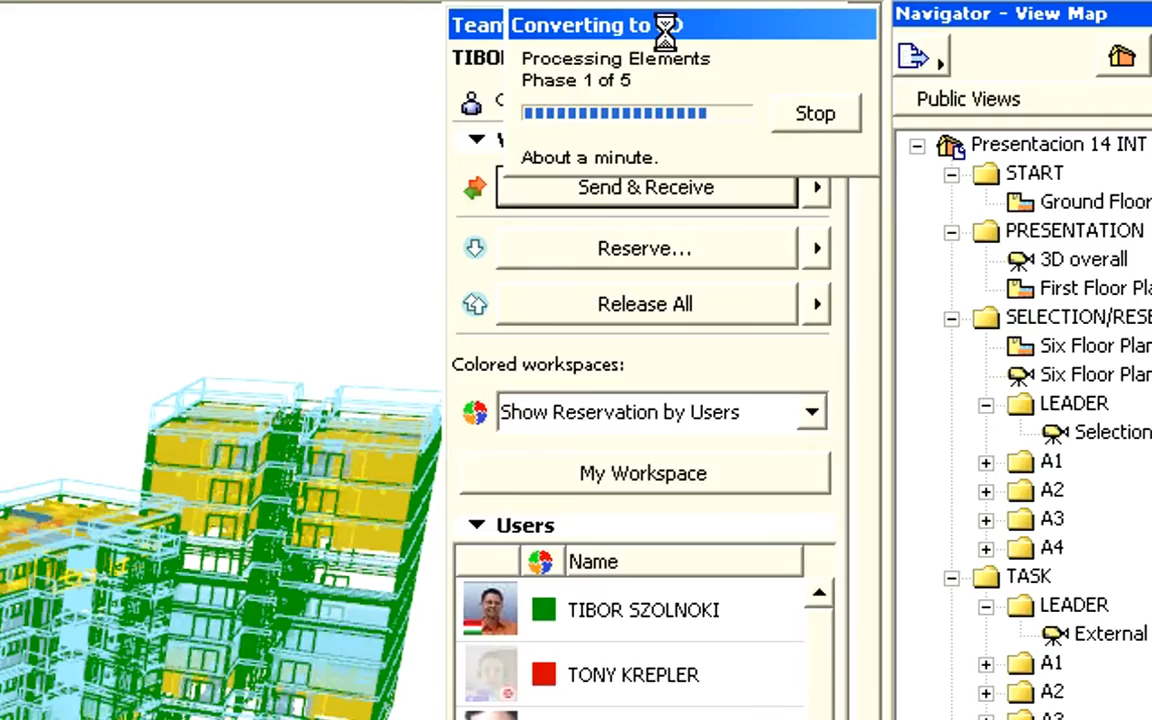 Team
Converting to
TIBO
Processing Elements
Phase 1 of 5
Stop
About a minute.
Send & Receive
Reserve...
Release All
Colored workspaces:
Show Reservation by Users
My Workspace
Users
Name
TIBOR SZOLNOKI
TONY KREPLER
Navigator - View Map
Public Views
Presentacion 14 INT
START
Ground Floor
PRESENTATION
3D overall
First Floor Pla
SELECTION/RESE
Six Floor Plan
Six Floor Plan
LEADER
Selection
A1
A2
A3
A4
TASK
LEADER
External
A1
A2
A3